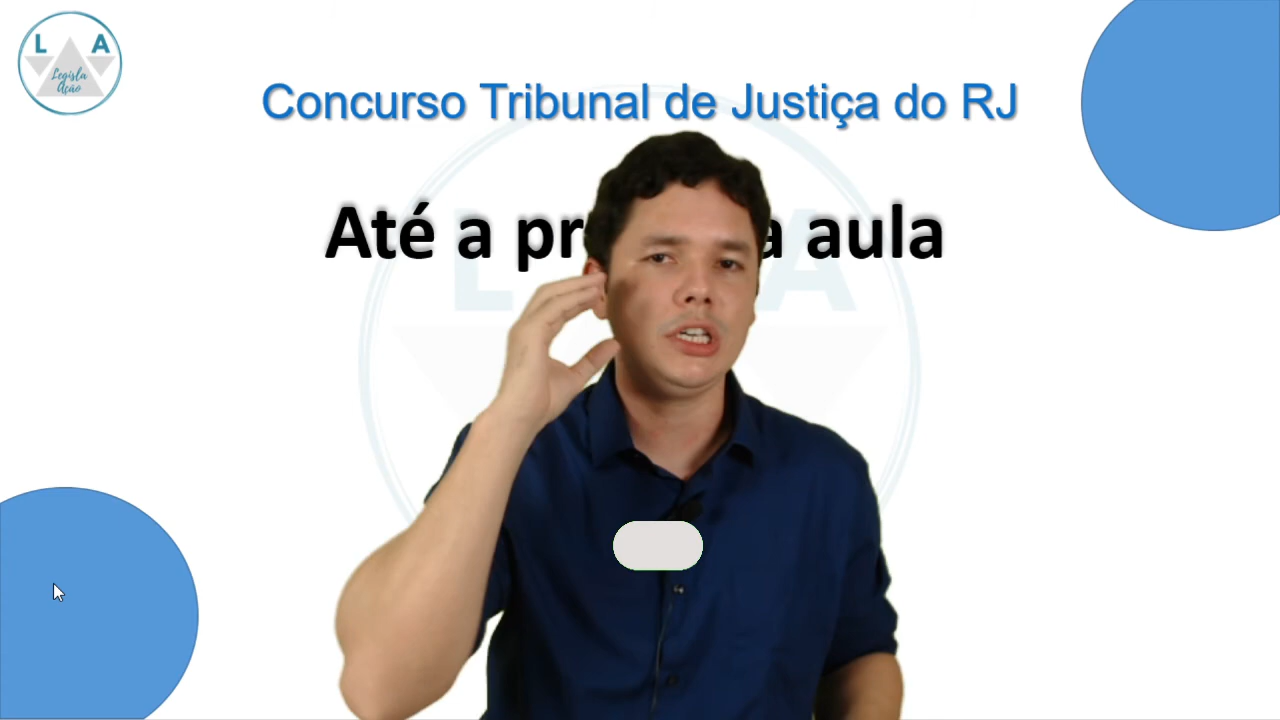 L A
Legisla
Ação
Concurso Tribunal de Justiça do RJ
Até a aula
L A